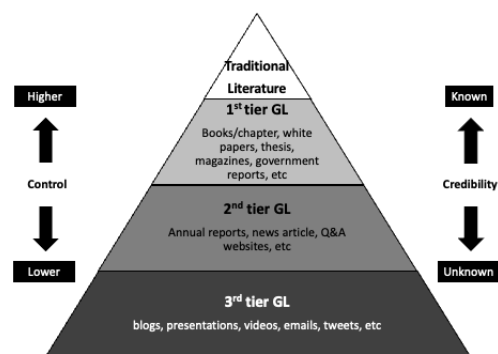 Traditional
Literature
Higher
Known
1st tier GL
Books/chapter, white
papers, thesis,
magazines, government
reports, etc
Control
Credibility
2nd tier GL
Annual reports, news article, Q&A
websites, etc
Lower
Unknown
3rd tier GL
blogs, presentations, videos, emails, tweets, etc